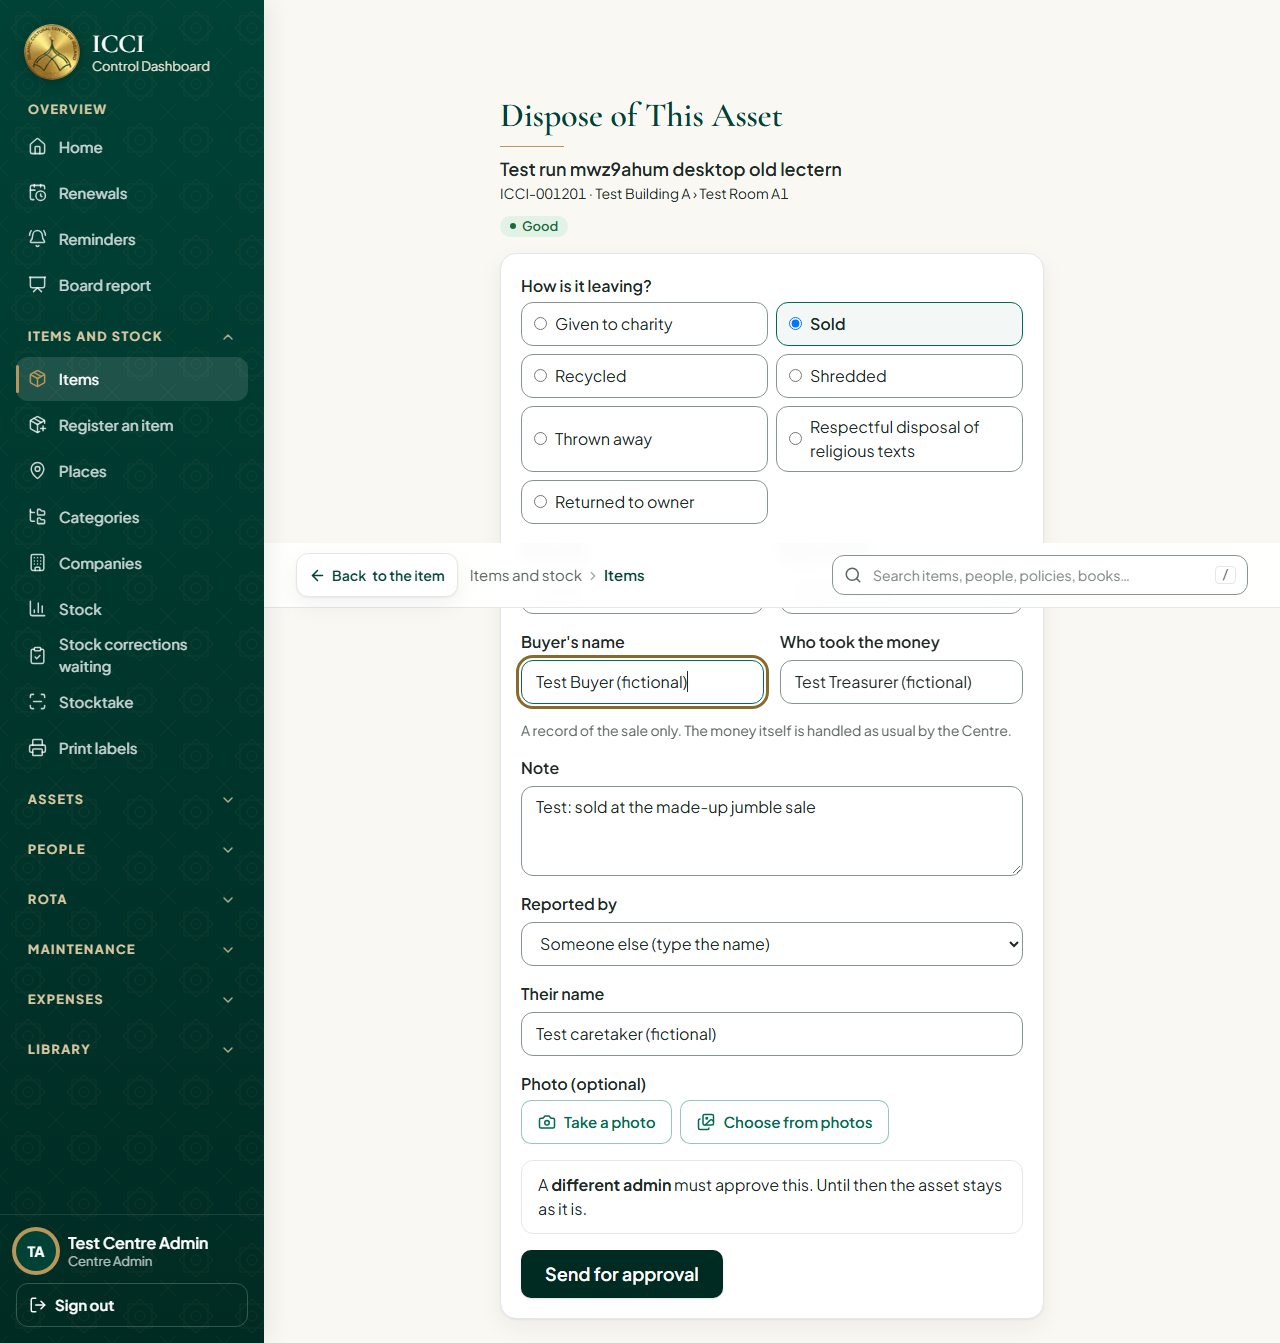 ICCI
Control Dashboard
OVERVIEW
Home
Renewals
Reminders
Board report
ITEMS AND STOCK
Items
Register an item
Places
Categories
Companies
Stock
Stock corrections
waiting
Stocktake
Print labels
ASSETS
PEOPLE
ROTA
MAINTENANCE
EXPENSES
LIBRARY
TA
Test Centre Admin
Centre Admin
Sign out
Dispose of This Asset
Test run mwz9ahum desktop old lectern
ICCI-001201 · Test Building A › Test Room A1
Good
How is it leaving?
Given to charity
Sold
Recycled
Shredded
Thrown away
Respectful disposal of
religious texts
Returned to owner
Back to the item
Items and stock › Items
Search items, people, policies, books…
/
Buyer's name
Who took the money
Test Buyer (fictional)
Test Treasurer (fictional)
A record of the sale only. The money itself is handled as usual by the Centre.
Note
Test: sold at the made-up jumble sale
Reported by
Someone else (type the name)
Their name
Test caretaker (fictional)
Photo (optional)
Take a photo
Choose from photos
A different admin must approve this. Until then the asset stays
as it is.
Send for approval